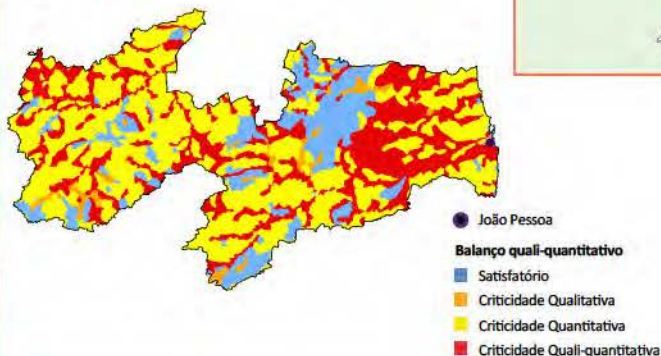 João Pessoa
Balanço quali-quantitativo
Satisfatório
Criticidade Qualitativa
Criticidade Quantitativa
Criticidade Quali-quantitativa